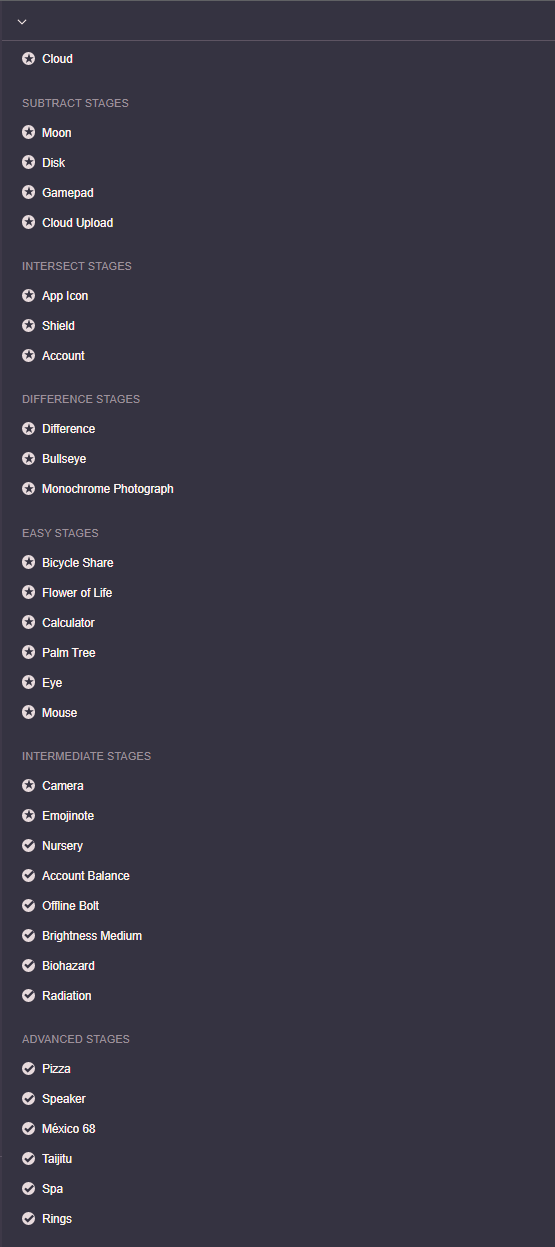 Cloud
SUBTRACT STAGES
Moon
Disk
Gamepad
Cloud Upload
INTERSECT STAGES
App Icon
Shield
Account
DIFFERENCE STAGES
Difference
Bullseye
Monochrome Photograph
EASY STAGES
Bicycle Share
Flower of Life
Calculator
Palm Tree
Eye
Mouse
INTERMEDIATE STAGES
Camera
Emojinote
Nursery
Account Balance
Offline Bolt
Brightness Medium
Biohazard
Radiation
ADVANCED STAGES
Pizza
Speaker
México 68
Taijitu
Spa
Rings